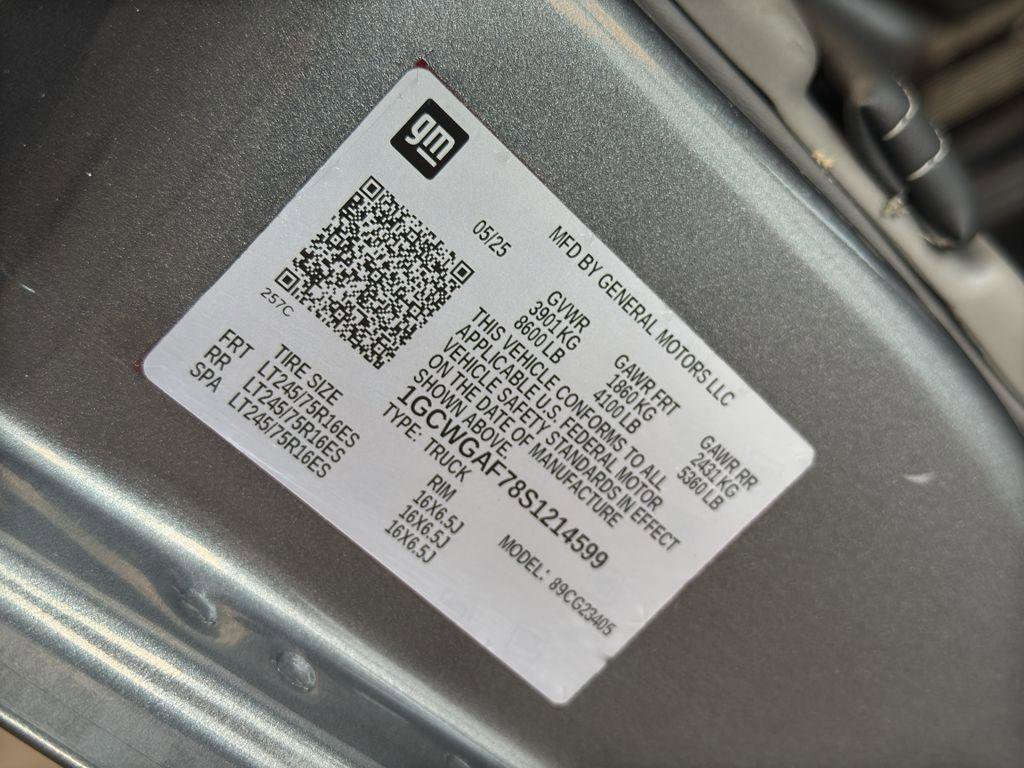 gm
MFD BY GENERAL MOTORS LLC
05/25
GVWR GAWR FRT GAWR RR
3901 KG 1860 KG 2431 KG
8600 LB 4100 LB 5360 LB
THIS VEHICLE CONFORMS TO ALL
APPLICABLE U.S. FEDERAL MOTOR
VEHICLE SAFETY STANDARDS IN EFFECT
ON THE DATE OF MANUFACTURE
SHOWN ABOVE.
1GCWGAF78S1214599
TYPE: TRUCK MODEL: 89CG23405
257C
TIRE SIZE RIM
FRT LT245/75R16ES 16X6.5J
RR LT245/75R16ES 16X6.5J
SPA LT245/75R16ES 16X6.5J